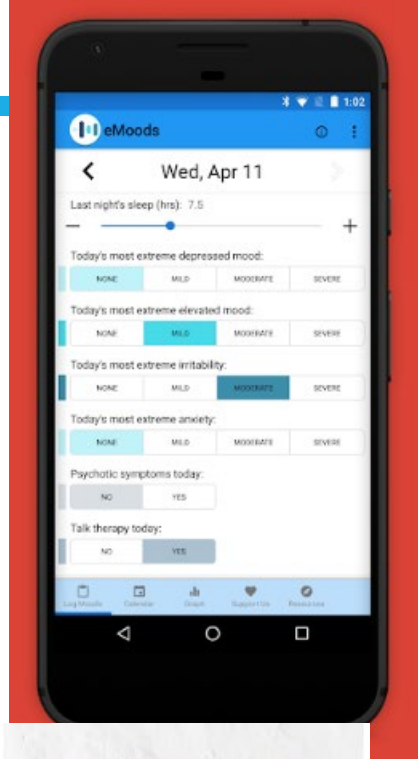 1:02
eMoods
Wed, Apr 11
Last night's sleep (hrs): 7.5
Today's most extreme depressed mood:
NONE MILD MODERATE SEVERE
Today's most extreme elevated mood:
NONE MILD MODERATE SEVERE
Today's most extreme irritability:
NONE MILD MODERATE SEVERE
Today's most extreme anxiety:
NONE MILD MODERATE SEVERE
Psychotic symptoms today:
NO YES
Talk therapy today:
NO YES
Log Moods Calendar Graph Support Us Resources